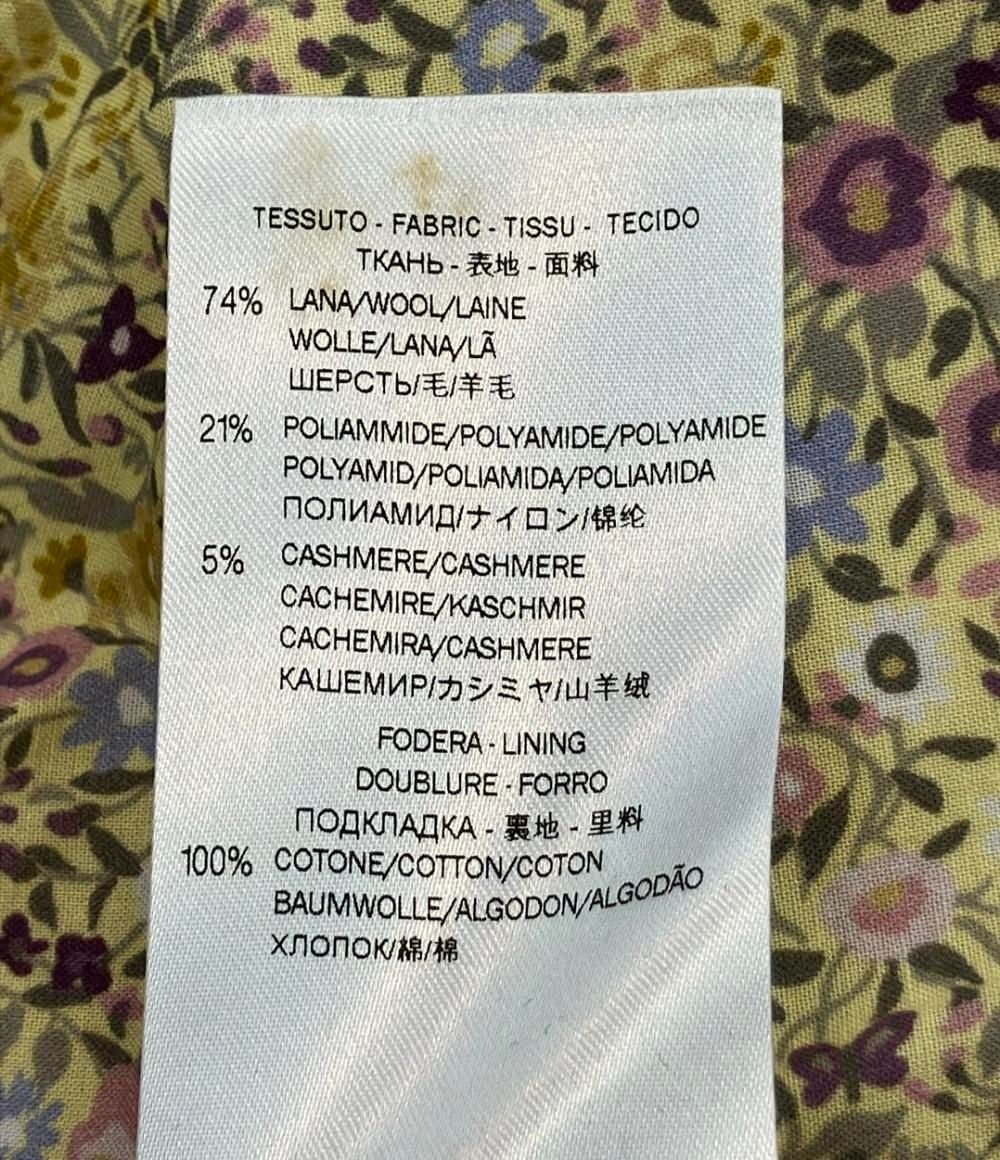 TESSUTO - FABRIC - TISSU - TECIDO
ТКАНЬ - 表地 - 面料
74% LANA/WOOL/LAINE
WOLLE/LANA/LÃ
ШЕРСТЬ/毛/羊毛
21% POLIAMMIDE/POLYAMIDE/POLYAMIDE
POLYAMID/POLIAMIDA/POLIAMIDA
ПОЛИАМИД/ナイロン/锦纶
5% CASHMERE/CASHMERE
CACHEMIRE/KASCHMIR
CACHEMIRA/CASHMERE
КАШЕМИР/カシミヤ/山羊绒
FODERA - LINING
DOUBLURE - FORRO
ПОДКЛАДКА - 裏地 - 里料
100% COTONE/COTTON/COTON
BAUMWOLLE/ALGODON/ALGODÃO
ХЛОПОК/綿/棉